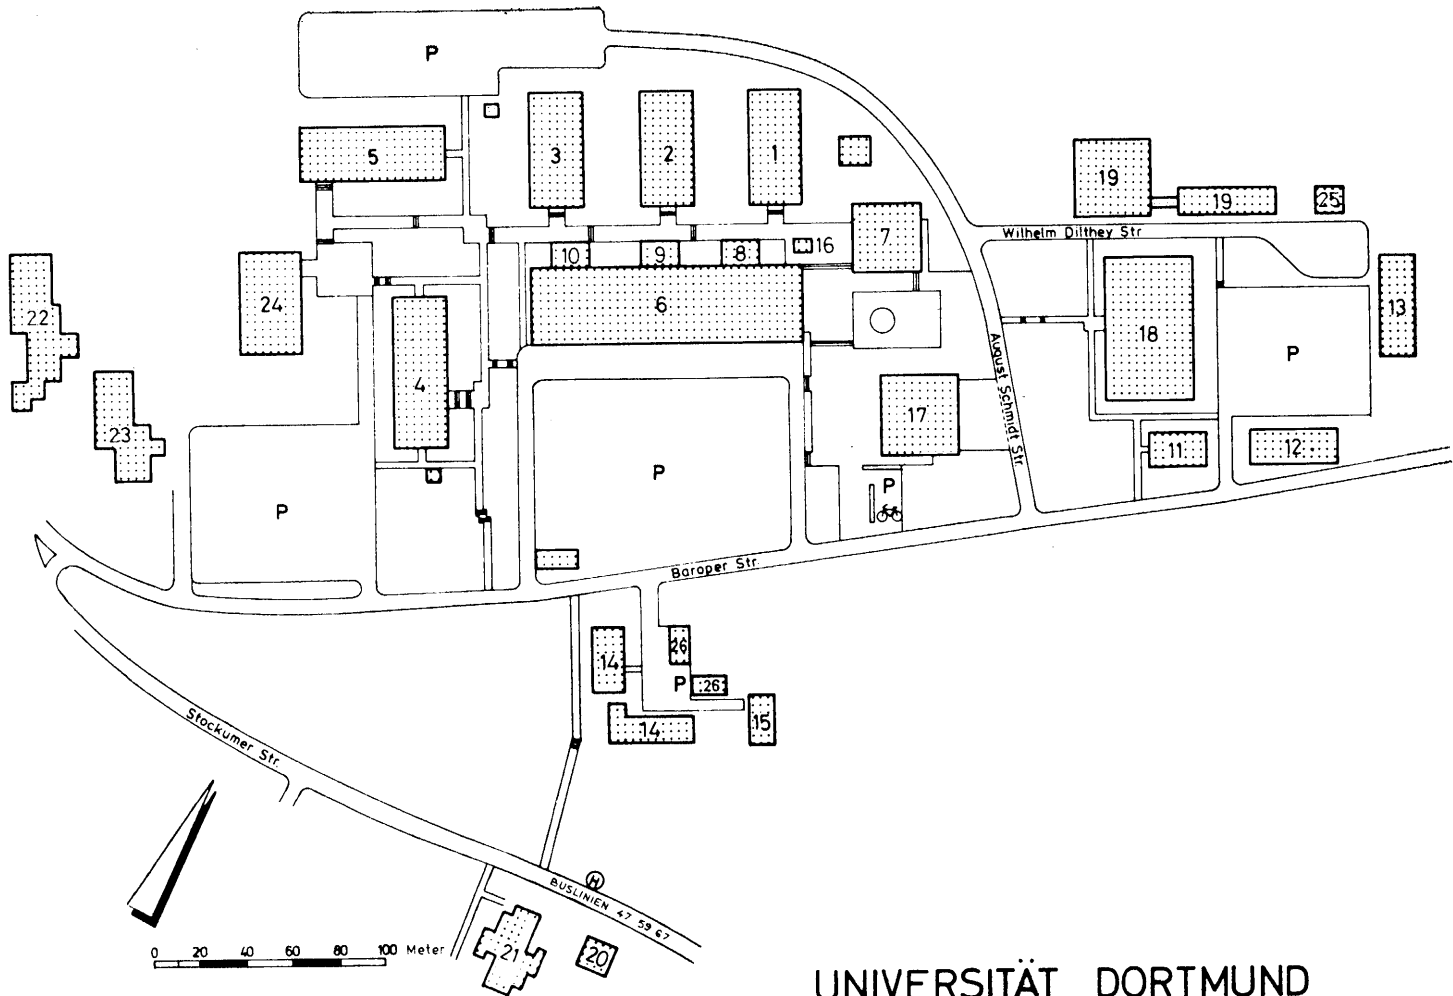 P
5
3
2
1
19
19
25
7
Wilhelm Dilthey Str
10
9
8
16
22
24
6
18
13
4
August Schmidt Str.
P
23
17
11
12
P
P
P
Baroper Str.
14
26
P
26
14
15
Stockumer Str.
H
BUSLINIEN 47 59 67
0 20 40 60 80 100 Meter
21
20
UNIVERSITÄT DORTMUND